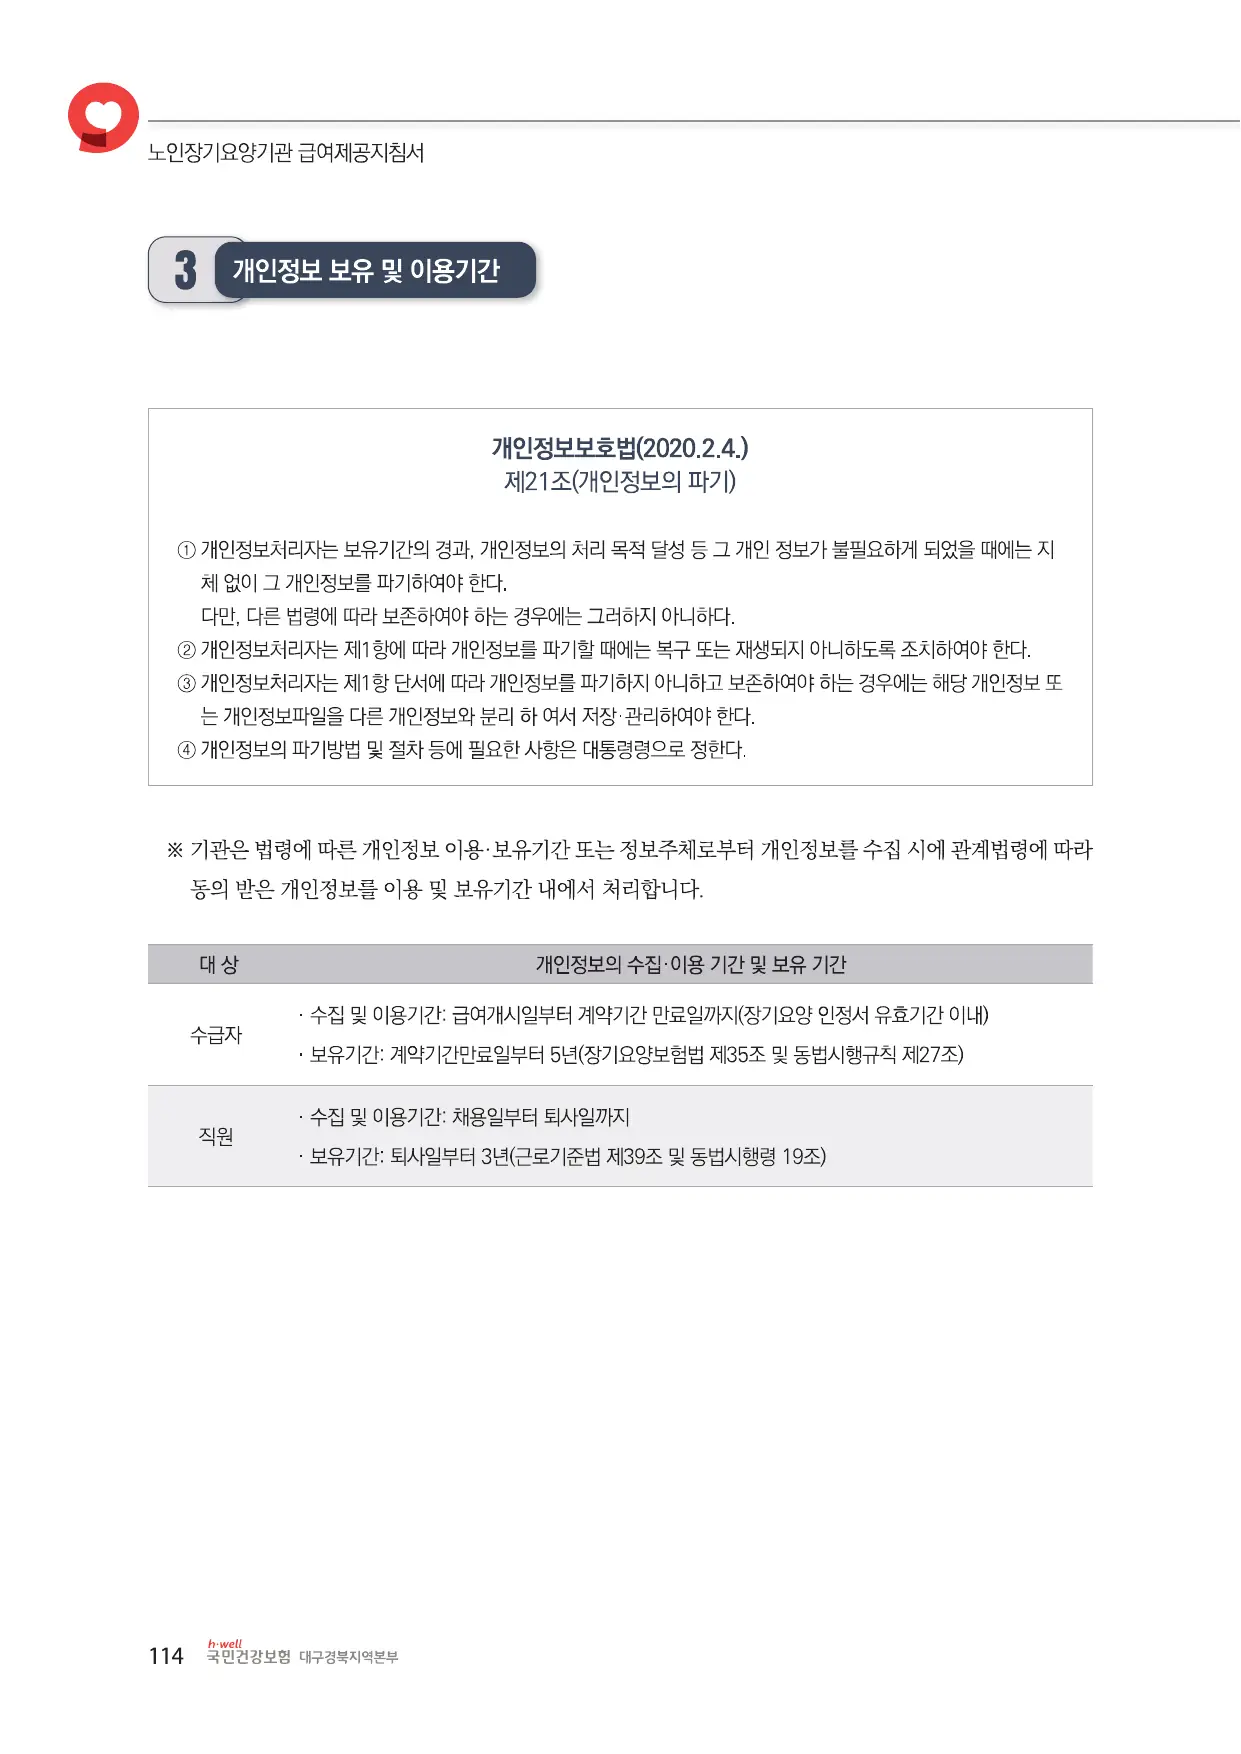 노인장기요양기관 급여제공지침서
3 개인정보 보유 및 이용기간
개인정보보호법(2020.2.4.)
제21조(개인정보의 파기)
① 개인정보처리자는 보유기간의 경과, 개인정보의 처리 목적 달성 등 그 개인 정보가 불필요하게 되었을 때에는 지
체 없이 그 개인정보를 파기하여야 한다.
다만, 다른 법령에 따라 보존하여야 하는 경우에는 그러하지 아니하다.
② 개인정보처리자는 제1항에 따라 개인정보를 파기할 때에는 복구 또는 재생되지 아니하도록 조치하여야 한다.
③ 개인정보처리자는 제1항 단서에 따라 개인정보를 파기하지 아니하고 보존하여야 하는 경우에는 해당 개인정보 또
는 개인정보파일을 다른 개인정보와 분리 하 여서 저장·관리하여야 한다.
④ 개인정보의 파기방법 및 절차 등에 필요한 사항은 대통령령으로 정한다.
※ 기관은 법령에 따른 개인정보 이용·보유기간 또는 정보주체로부터 개인정보를 수집 시에 관계법령에 따라
동의 받은 개인정보를 이용 및 보유기간 내에서 처리합니다.
대 상 개인정보의 수집·이용 기간 및 보유 기간
수급자
· 수집 및 이용기간: 급여개시일부터 계약기간 만료일까지(장기요양 인정서 유효기간 이내)
· 보유기간: 계약기간만료일부터 5년(장기요양보험법 제35조 및 동법시행규칙 제27조)
직원
· 수집 및 이용기간: 채용일부터 퇴사일까지
· 보유기간: 퇴사일부터 3년(근로기준법 제39조 및 동법시행령 19조)
114 h·well 국민건강보험 대구경북지역본부